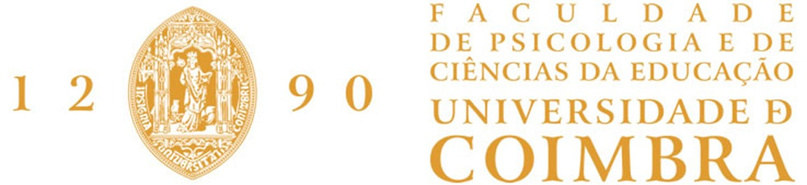 12 90
FACULDADE
DE PSICOLOGIA E DE
CIÊNCIAS DA EDUCAÇÃO
UNIVERSIDADE Ð
COIMBRA